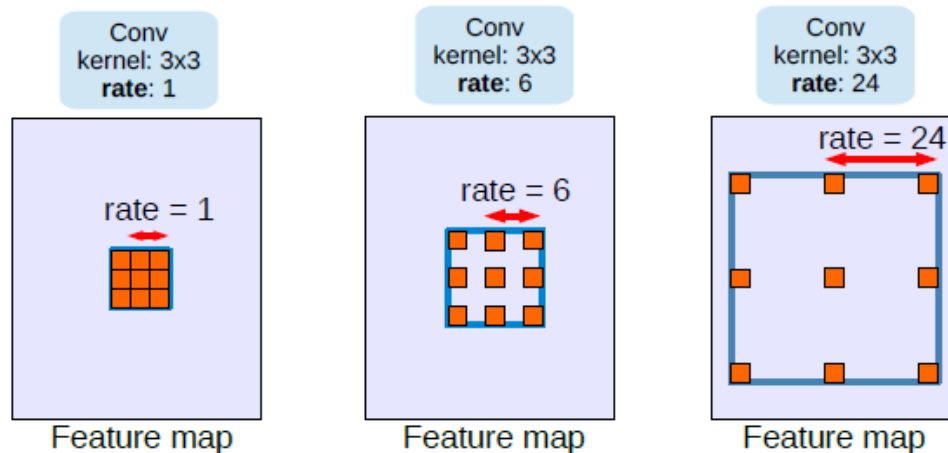 Conv
kernel: 3x3
rate: 1
Conv
kernel: 3x3
rate: 6
Conv
kernel: 3x3
rate: 24
rate = 1
rate = 6
rate = 24
Feature map
Feature map
Feature map